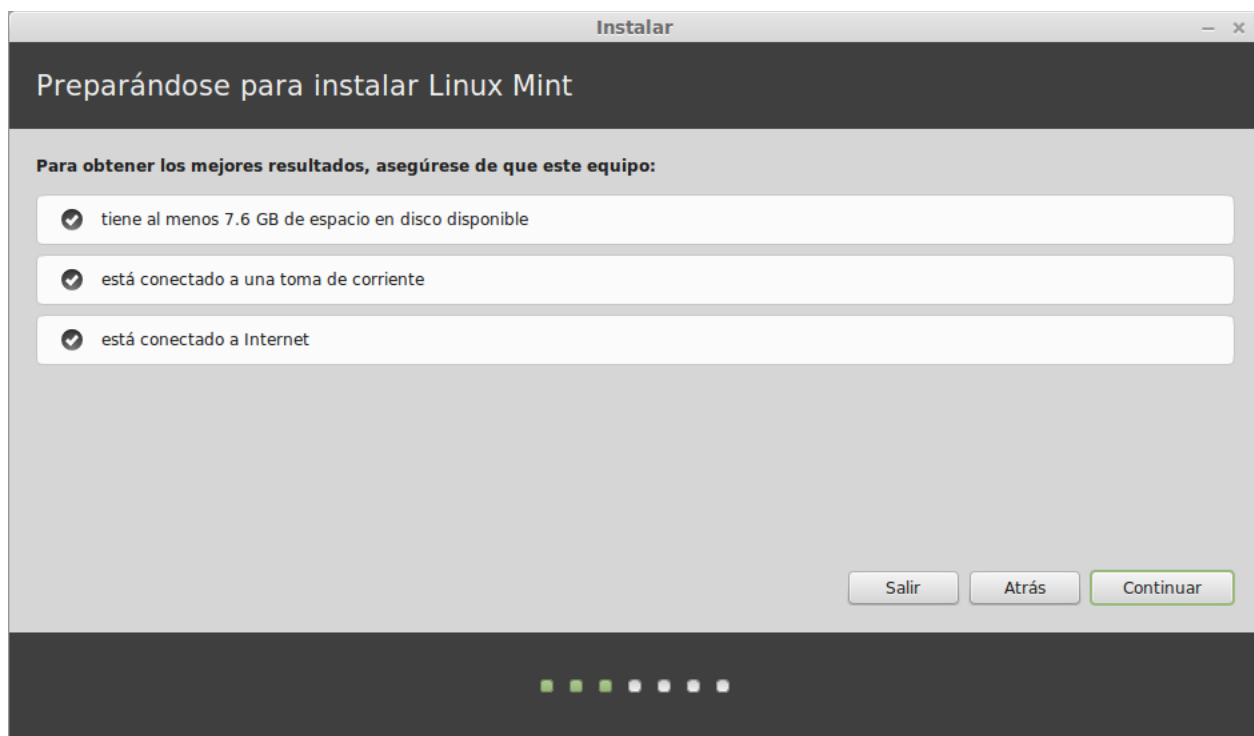 Instalar
Preparándose para instalar Linux Mint
Para obtener los mejores resultados, asegúrese de que este equipo:
tiene al menos 7.6 GB de espacio en disco disponible
está conectado a una toma de corriente
está conectado a Internet
Salir Atrás Continuar